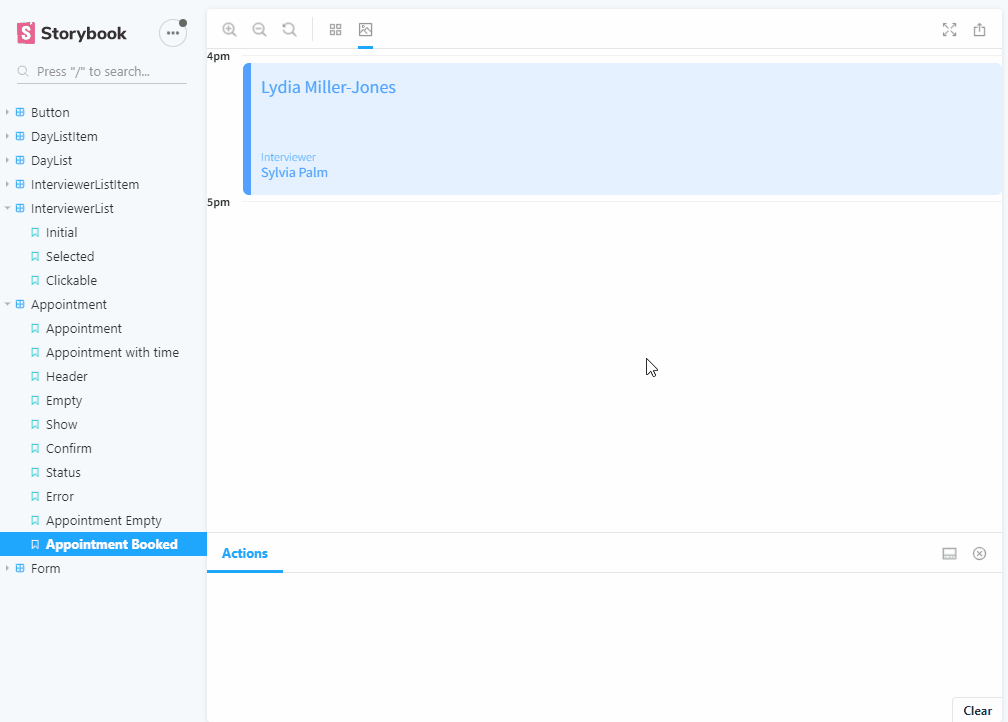 Storybook
Press "/" to search...
Button
DayListItem
DayList
InterviewerListItem
InterviewerList
Initial
Selected
Clickable
Appointment
Appointment
Appointment with time
Header
Empty
Show
Confirm
Status
Error
Appointment Empty
Appointment Booked
Form
4pm
Lydia Miller-Jones
Interviewer
Sylvia Palm
5pm
Actions
Clear